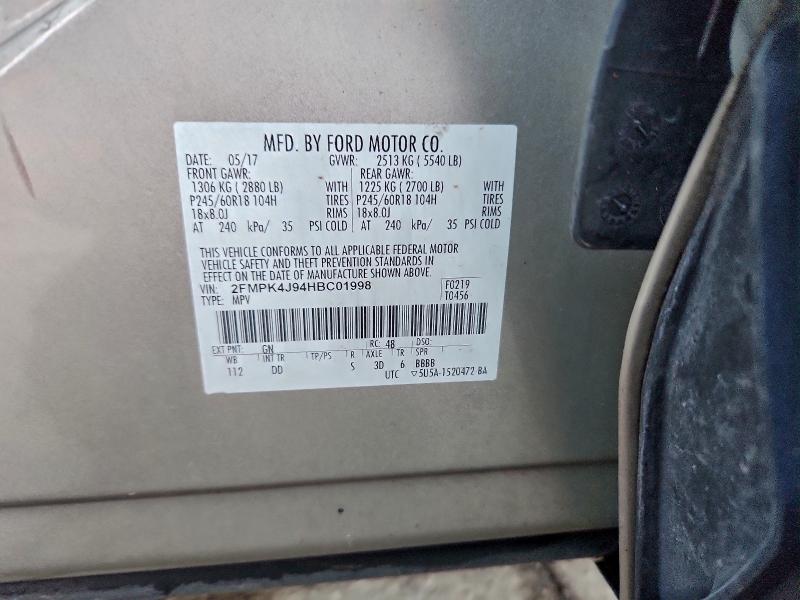 MFD. BY FORD MOTOR CO.
DATE: 05/17 GVWR: 2513 KG ( 5540 LB)
FRONT GAWR: REAR GAWR:
1306 KG ( 2880 LB) WITH 1225 KG ( 2700 LB) WITH
P245/60R18 104H TIRES P245/60R18 104H TIRES
18x8.0J RIMS 18x8.0J RIMS
AT 240 kPa/ 35 PSI COLD AT 240 kPa/ 35 PSI COLD
THIS VEHICLE CONFORMS TO ALL APPLICABLE FEDERAL MOTOR
VEHICLE SAFETY AND THEFT PREVENTION STANDARDS IN
EFFECT ON THE DATE OF MANUFACTURE SHOWN ABOVE.
VIN: 2FMPK4J94HBC01998 F0219
TYPE: MPV T0456
EXT PNT: GN RC: 48 DSO:
WB INT TR TP/PS R AXLE TR SPR
112 DD S 3D 6 BBBB
UTC ▽5U5A-1520472-BA